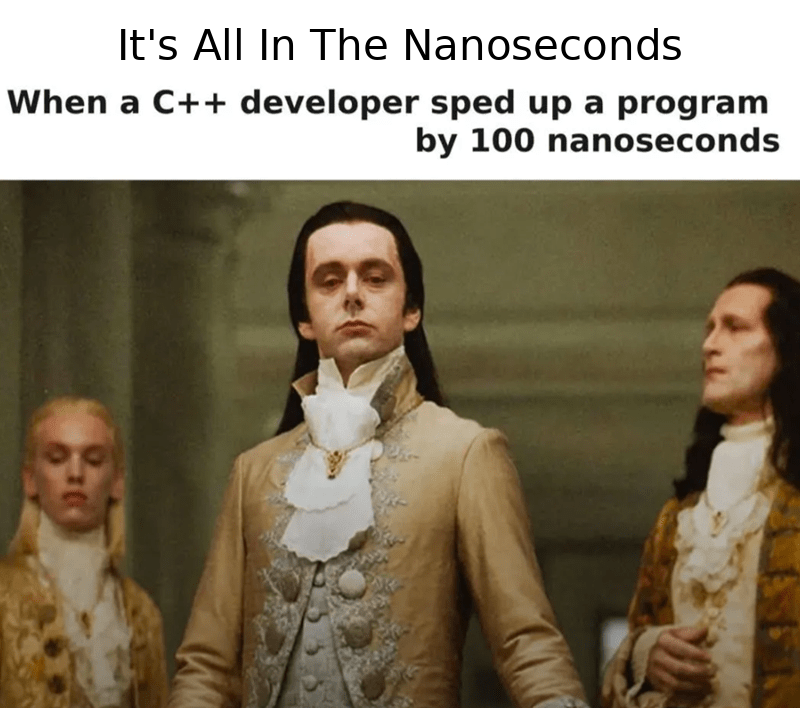 It's All In The Nanoseconds
When a C++ developer sped up a program
by 100 nanoseconds